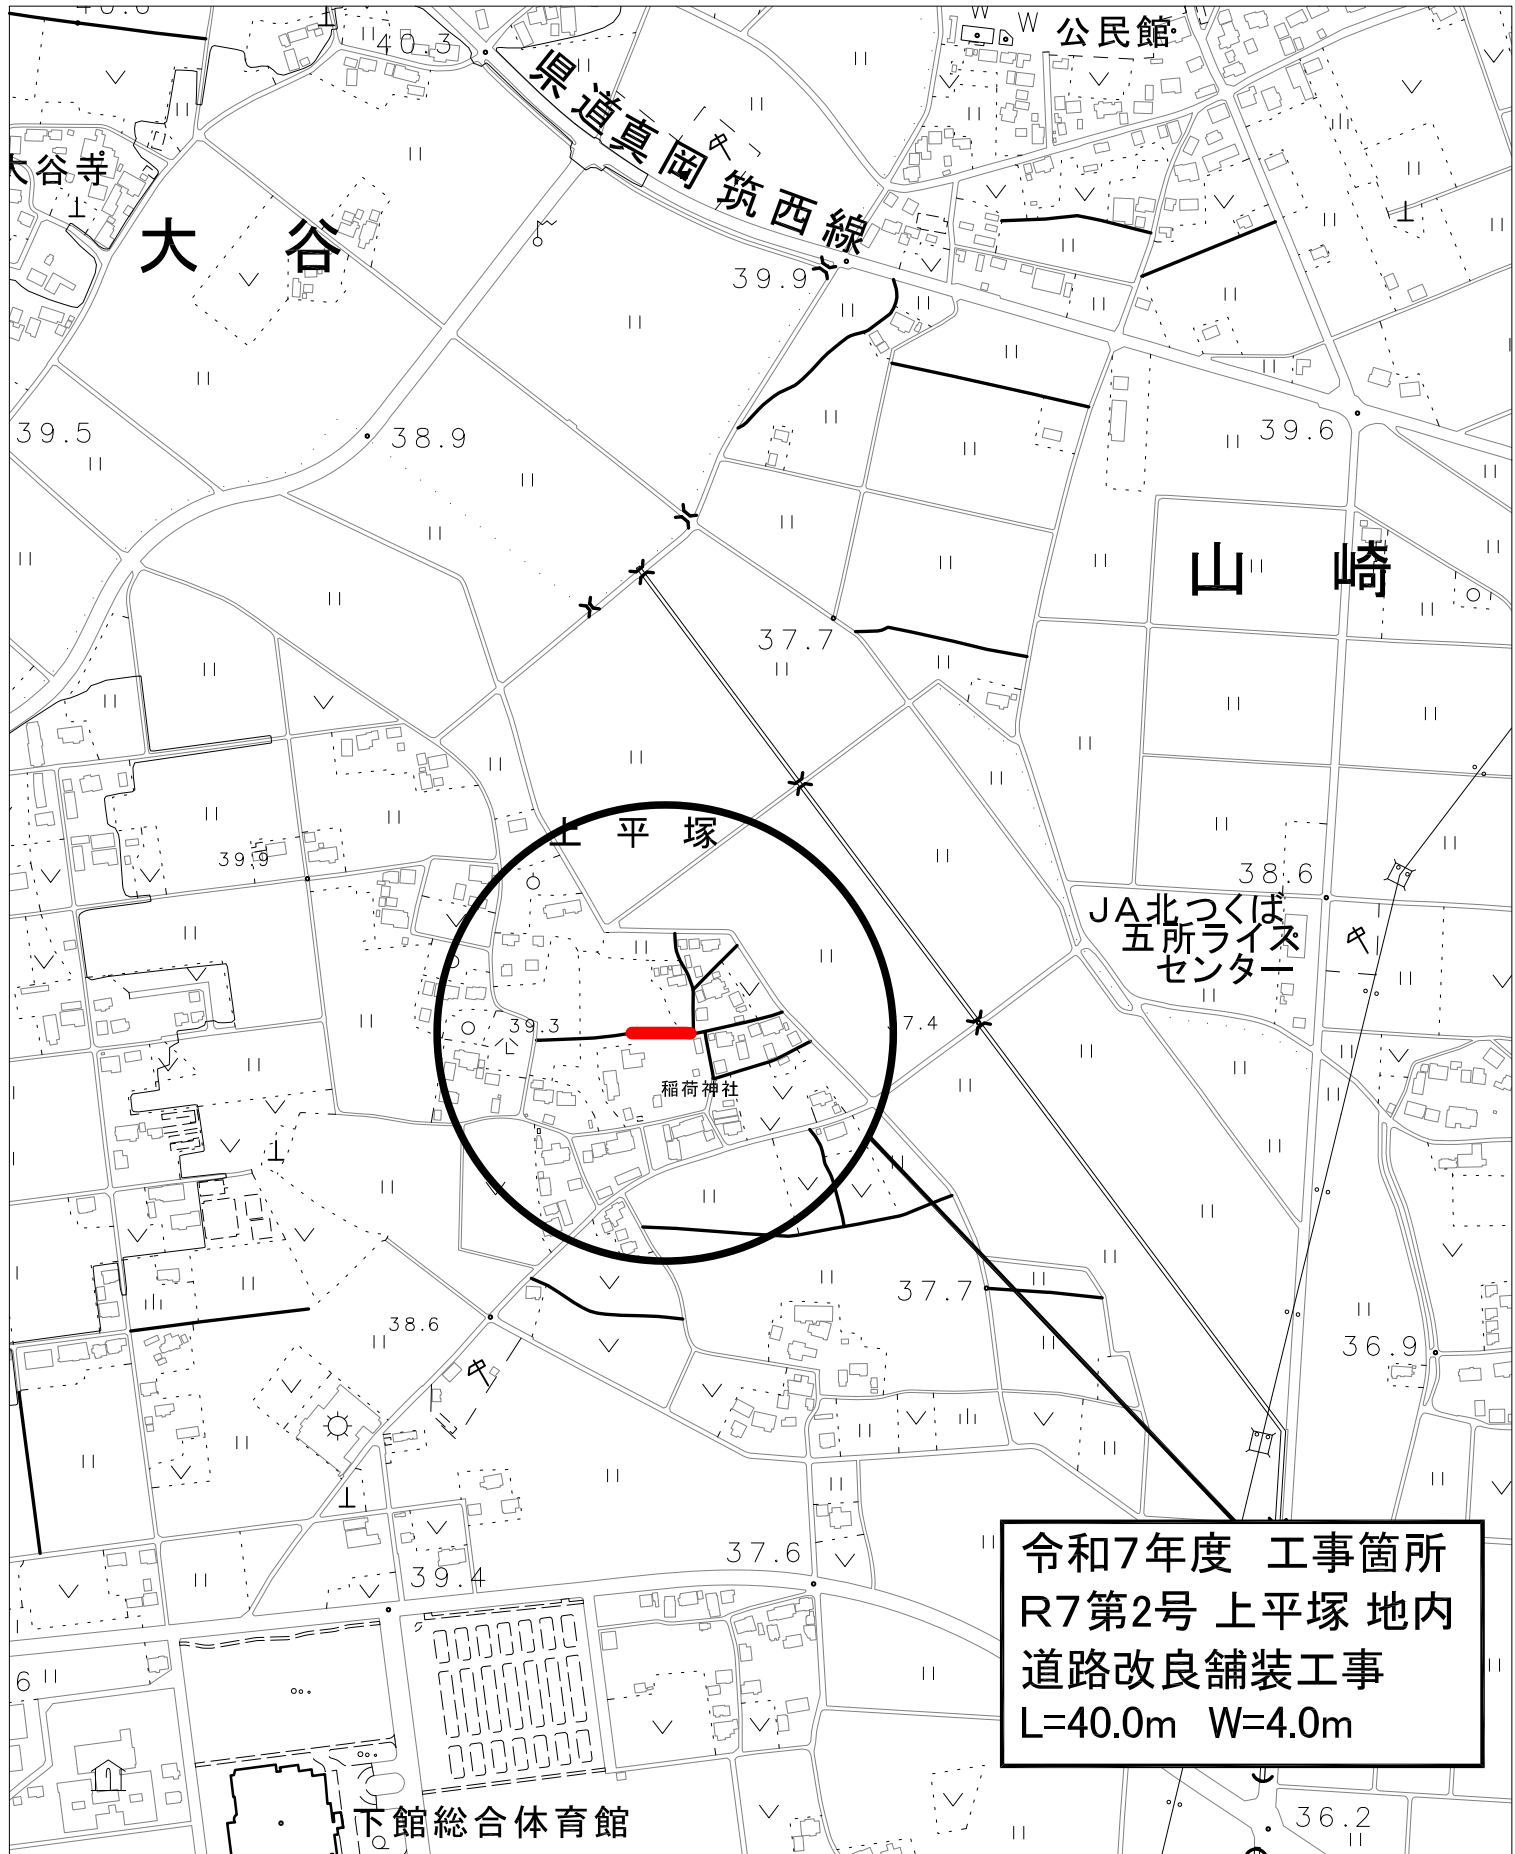 40.3
県道真岡筑西線
公民館
W W
大谷寺
大谷
39.9
39.5
38.9
39.6
山崎
37.7
上平塚
39.9
38.6
JA北つくば
五所ライス
センター
39.3
37.4
稲荷神社
37.7
38.6
36.9
令和7年度 工事箇所
R7第2号 上平塚 地内
道路改良舗装工事
L=40.0m W=4.0m
37.6
39.4
6
下館総合体育館
36.2